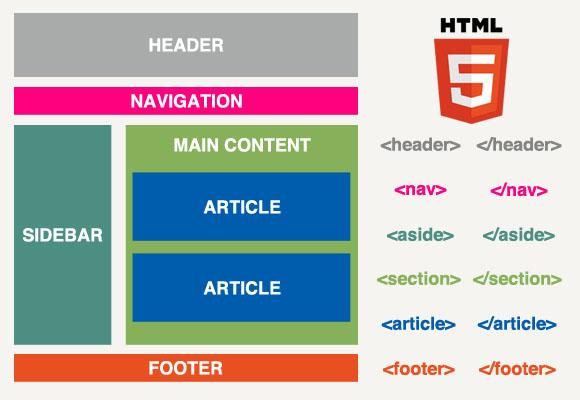 HEADER
NAVIGATION
SIDEBAR
MAIN CONTENT
ARTICLE
ARTICLE
FOOTER
HTML
5
<header> </header>
<nav> </nav>
<aside> </aside>
<section> </section>
<article> </article>
<footer> </footer>